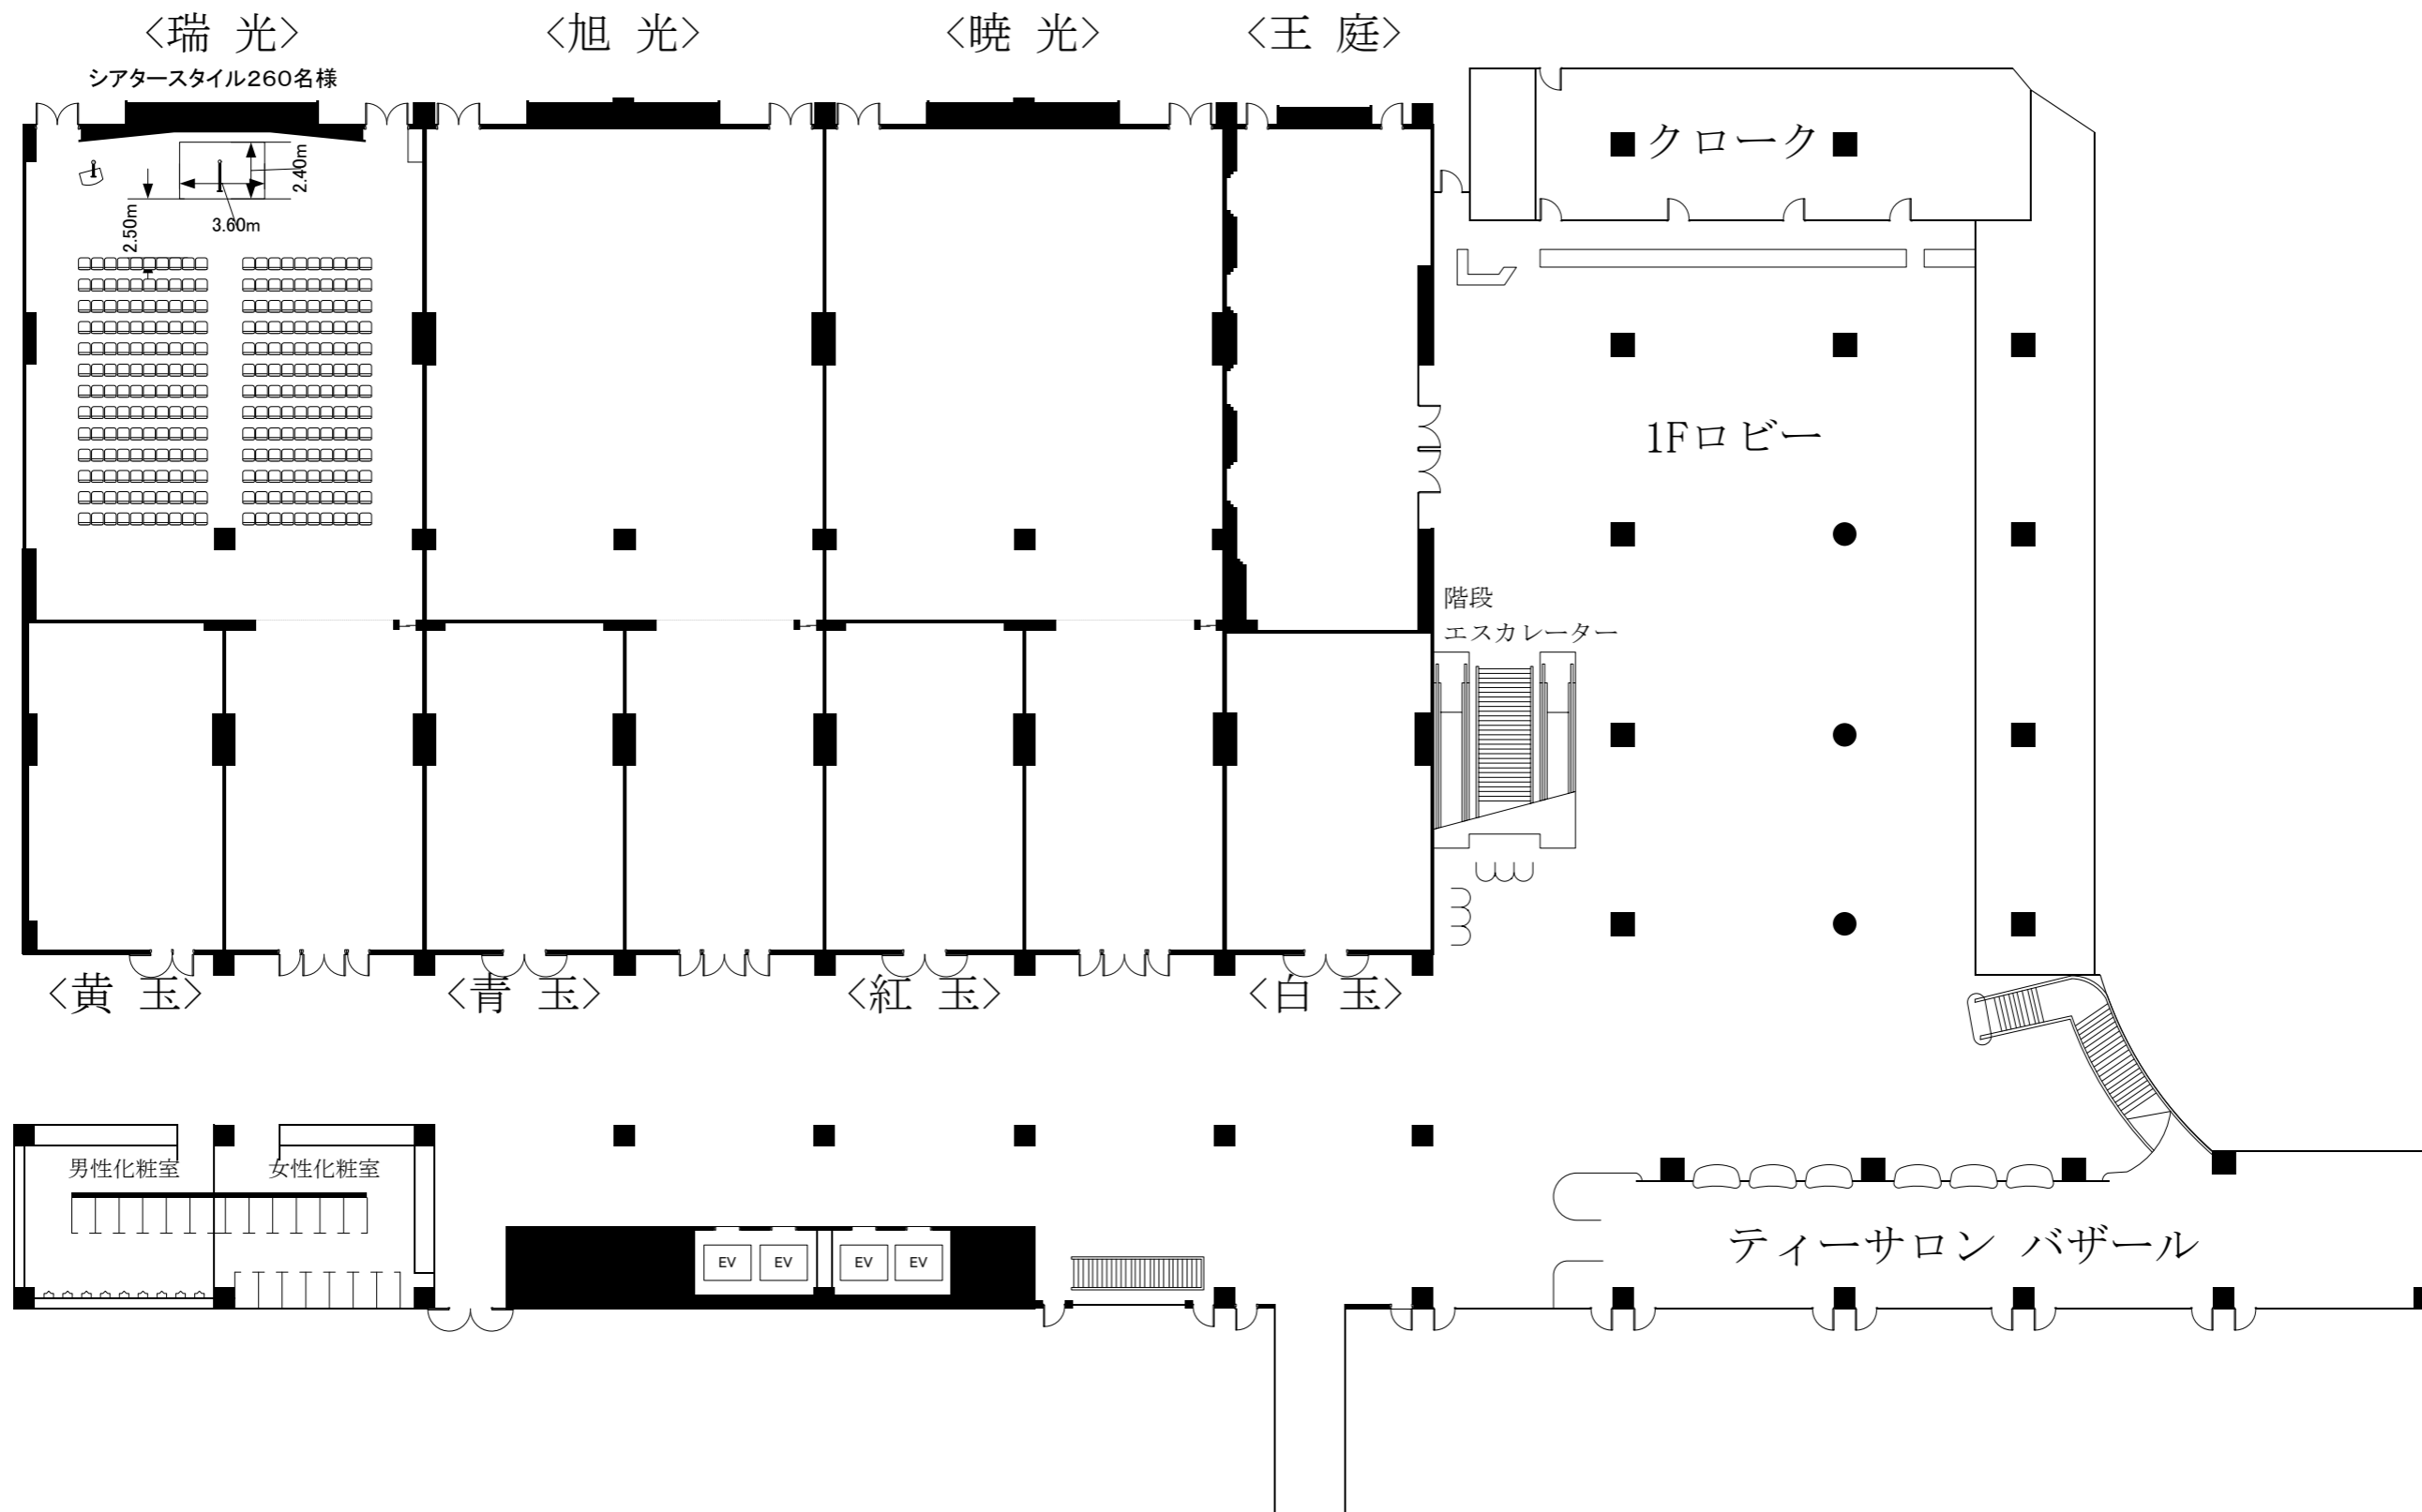 <瑞 光>
<旭 光>
<暁 光>
<王 庭>
シアタースタイル260名様
2.40m
3.60m
2.50m
クローク
1Fロビー
階段
エスカレーター
<黄 玉>
<青 玉>
<紅 玉>
<白 玉>
男性化粧室
女性化粧室
EV
EV
EV
EV
ティーサロン バザール